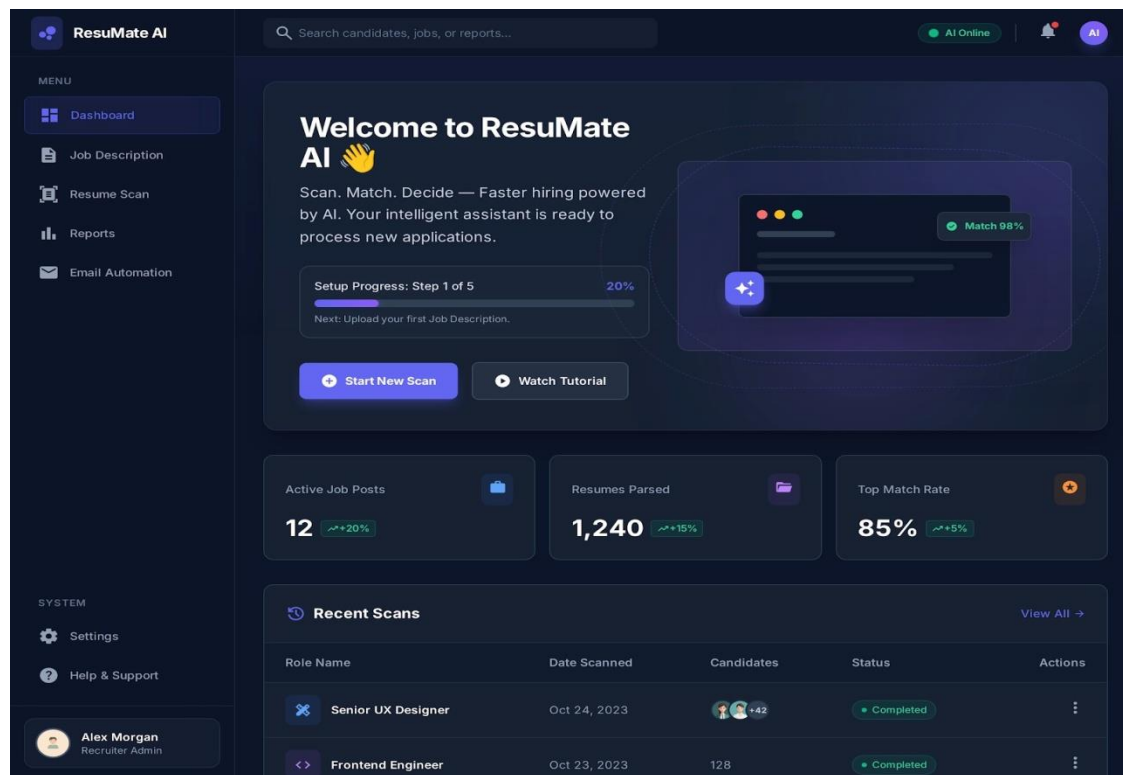 ResuMate AI
Search candidates, jobs, or reports...
AI Online
AI
MENU
Dashboard
Job Description
Resume Scan
Reports
Email Automation
SYSTEM
Settings
Help & Support
Alex Morgan
Recruiter Admin
Welcome to ResuMate
AI 👋
Scan. Match. Decide — Faster hiring powered
by AI. Your intelligent assistant is ready to
process new applications.
Setup Progress: Step 1 of 5 20%
Next: Upload your first Job Description.
Start New Scan
Watch Tutorial
Match 98%
Active Job Posts
12 +20%
Resumes Parsed
1,240 +15%
Top Match Rate
85% +5%
Recent Scans
View All →
Role Name Date Scanned Candidates Status Actions
Senior UX Designer Oct 24, 2023 +42 Completed
Frontend Engineer Oct 23, 2023 128 Completed